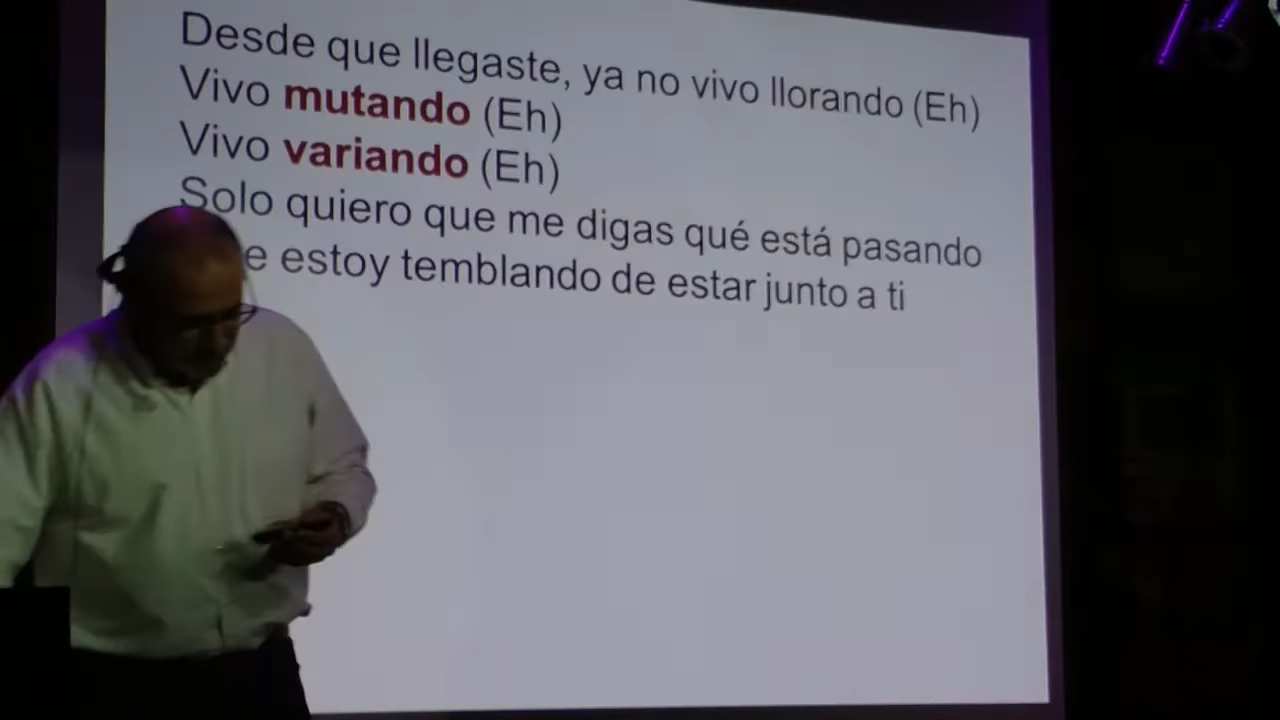 Desde que llegaste, ya no vivo llorando (Eh)
Vivo mutando (Eh)
Vivo variando (Eh)
Solo quiero que me digas qué está pasando
e estoy temblando de estar junto a ti